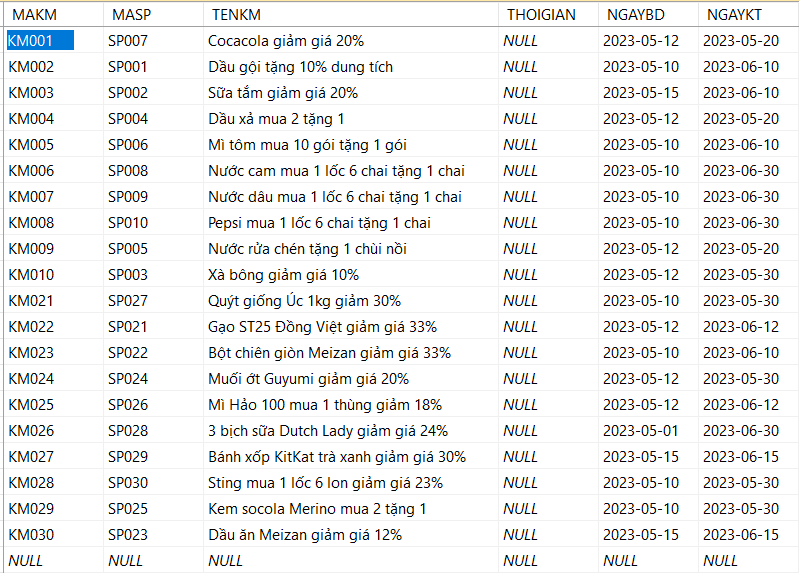 MAKM MASP TENKM THOIGIAN NGAYBD NGAYKT
KM001 SP007 Cocacola giảm giá 20% NULL 2023-05-12 2023-05-20
KM002 SP001 Dầu gội tặng 10% dung tích NULL 2023-05-10 2023-06-10
KM003 SP002 Sữa tắm giảm giá 20% NULL 2023-05-15 2023-06-10
KM004 SP004 Dầu xả mua 2 tặng 1 NULL 2023-05-12 2023-05-20
KM005 SP006 Mì tôm mua 10 gói tặng 1 gói NULL 2023-05-10 2023-06-10
KM006 SP008 Nước cam mua 1 lốc 6 chai tặng 1 chai NULL 2023-05-10 2023-06-30
KM007 SP009 Nước dâu mua 1 lốc 6 chai tặng 1 chai NULL 2023-05-10 2023-06-30
KM008 SP010 Pepsi mua 1 lốc 6 chai tặng 1 chai NULL 2023-05-10 2023-06-30
KM009 SP005 Nước rửa chén tặng 1 chùi nồi NULL 2023-05-12 2023-05-20
KM010 SP003 Xà bông giảm giá 10% NULL 2023-05-12 2023-06-30
KM021 SP027 Quýt giống Úc 1kg giảm 30% NULL 2023-05-10 2023-05-30
KM022 SP021 Gạo ST25 Đồng Việt giảm giá 33% NULL 2023-05-12 2023-06-12
KM023 SP022 Bột chiên giòn Meizan giảm giá 33% NULL 2023-05-10 2023-06-10
KM024 SP024 Muối ớt Guyumi giảm giá 20% NULL 2023-05-12 2023-05-30
KM025 SP026 Mì Hảo 100 mua 1 thùng giảm 18% NULL 2023-05-12 2023-06-12
KM026 SP028 3 bịch sữa Dutch Lady giảm giá 24% NULL 2023-05-01 2023-06-30
KM027 SP029 Bánh xốp KitKat trà xanh giảm giá 30% NULL 2023-05-15 2023-06-15
KM028 SP030 Sting mua 1 lốc 6 lon giảm giá 23% NULL 2023-05-10 2023-05-30
KM029 SP025 Kem socola Merino mua 2 tặng 1 NULL 2023-05-10 2023-05-30
KM030 SP023 Dầu ăn Meizan giảm giá 12% NULL 2023-05-15 2023-06-15
NULL NULL NULL NULL NULL NULL